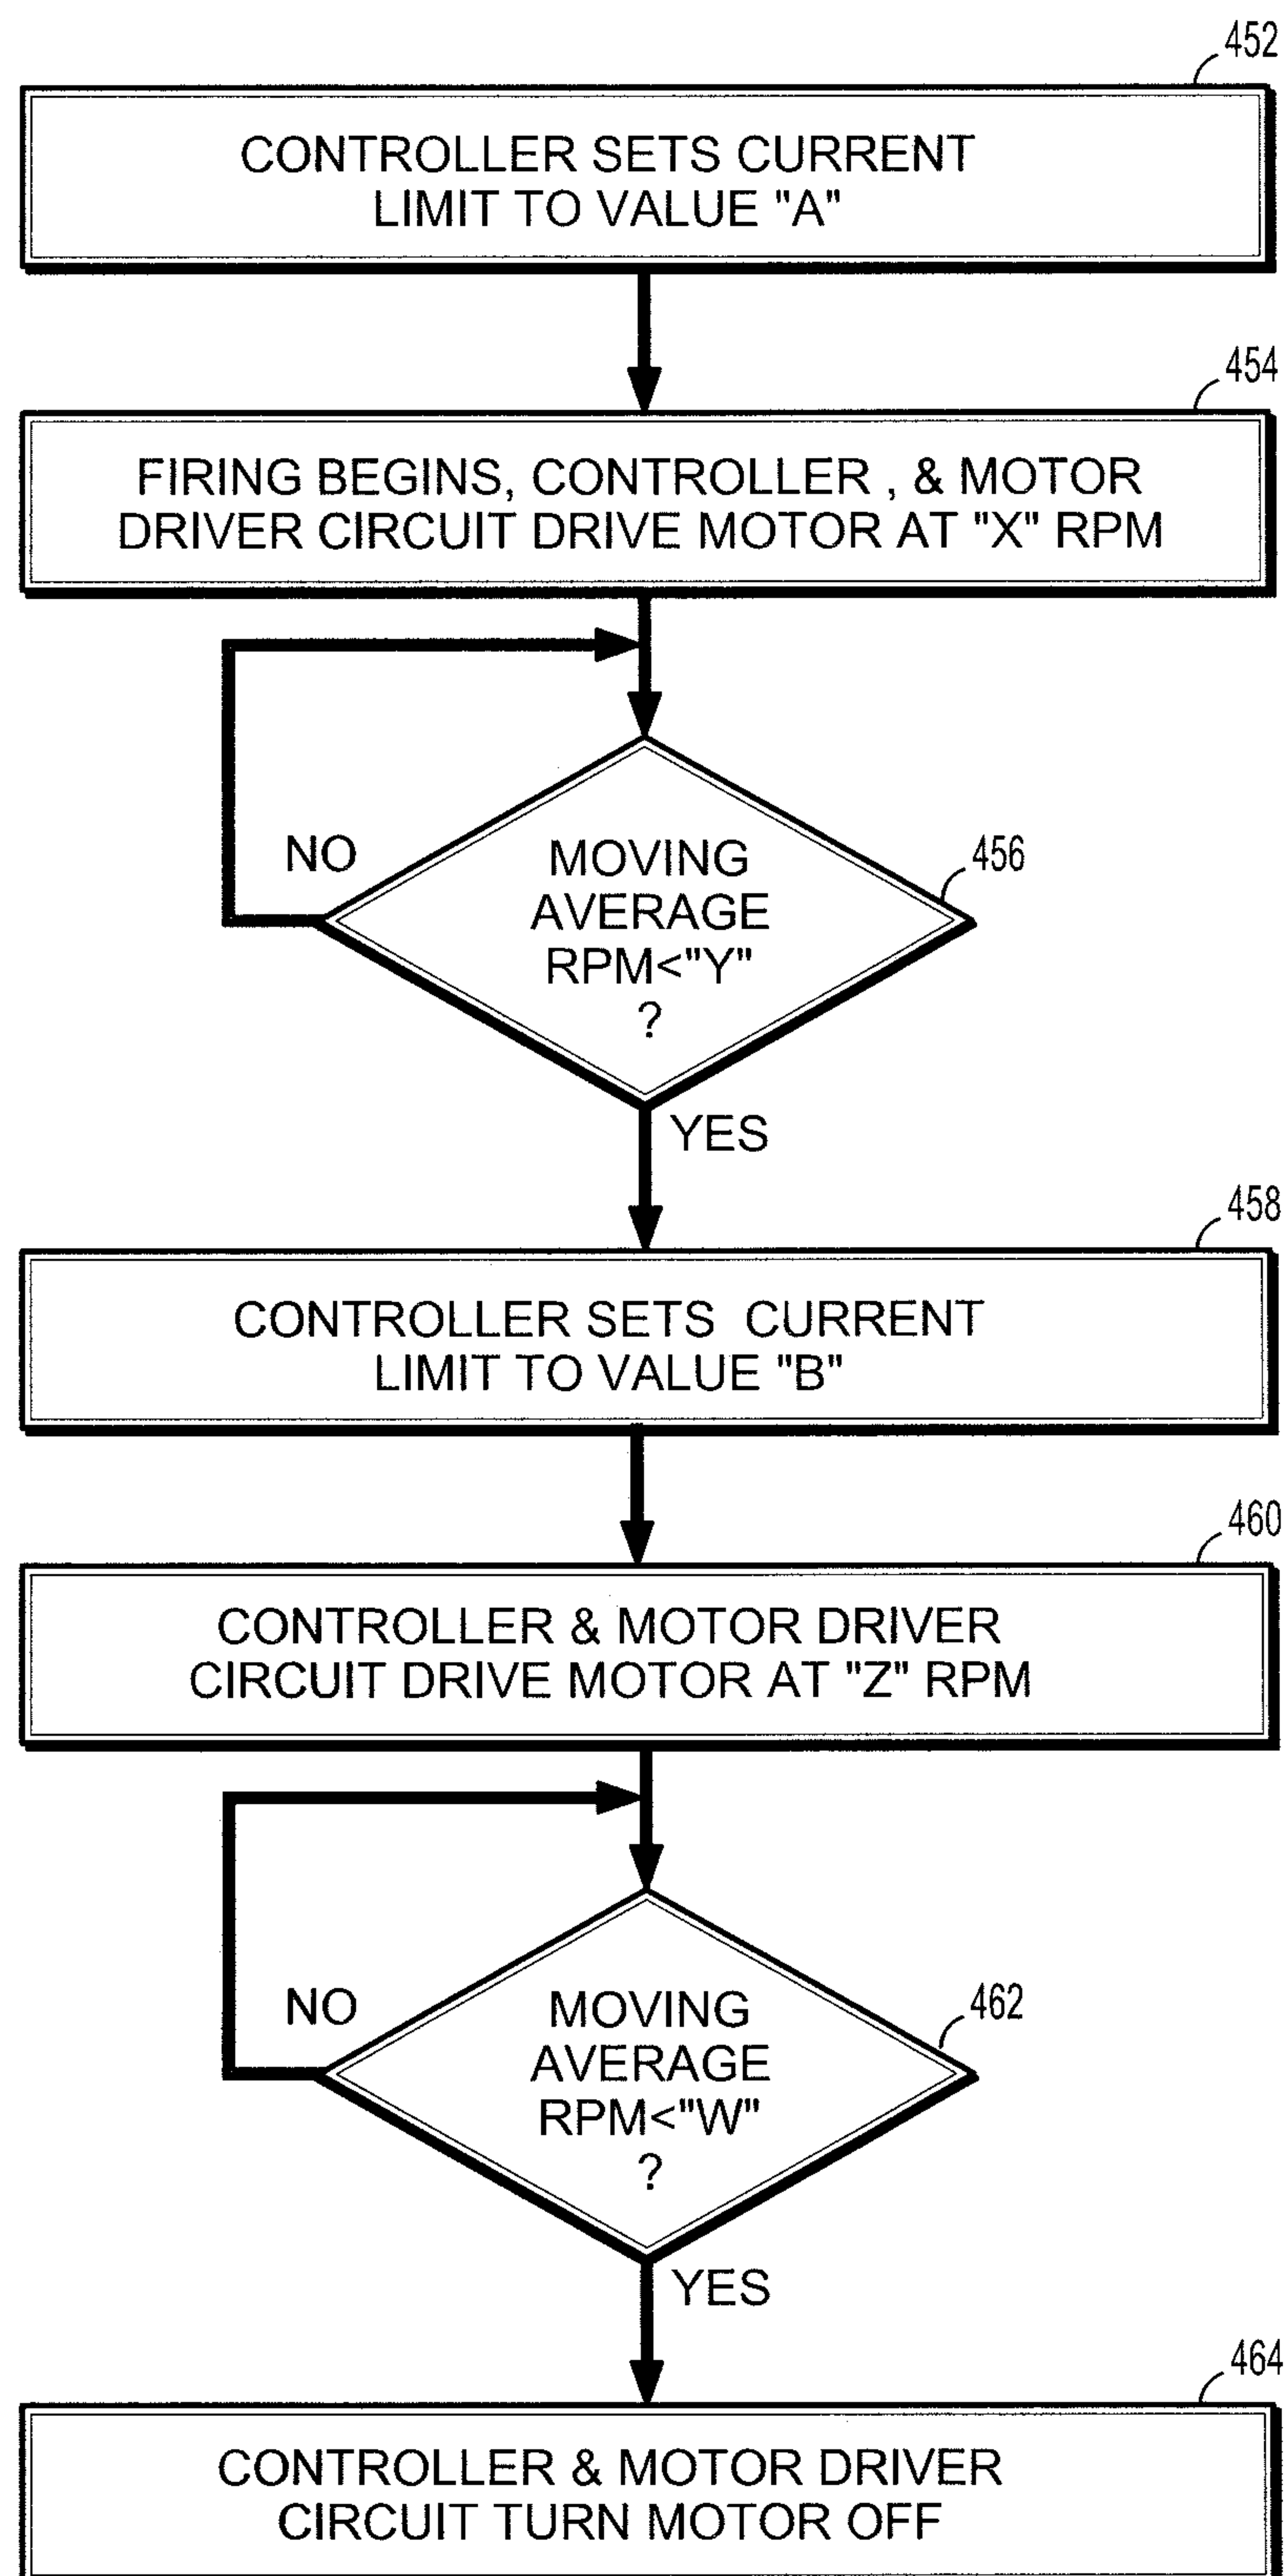 452
CONTROLLER SETS CURRENT
LIMIT TO VALUE "A"
454
FIRING BEGINS, CONTROLLER , & MOTOR
DRIVER CIRCUIT DRIVE MOTOR AT "X" RPM
NO
MOVING
AVERAGE
RPM<"Y"
?
456
YES
458
CONTROLLER SETS CURRENT
LIMIT TO VALUE "B"
460
CONTROLLER & MOTOR DRIVER
CIRCUIT DRIVE MOTOR AT "Z" RPM
NO
MOVING
AVERAGE
RPM<"W"
?
462
YES
464
CONTROLLER & MOTOR DRIVER
CIRCUIT TURN MOTOR OFF